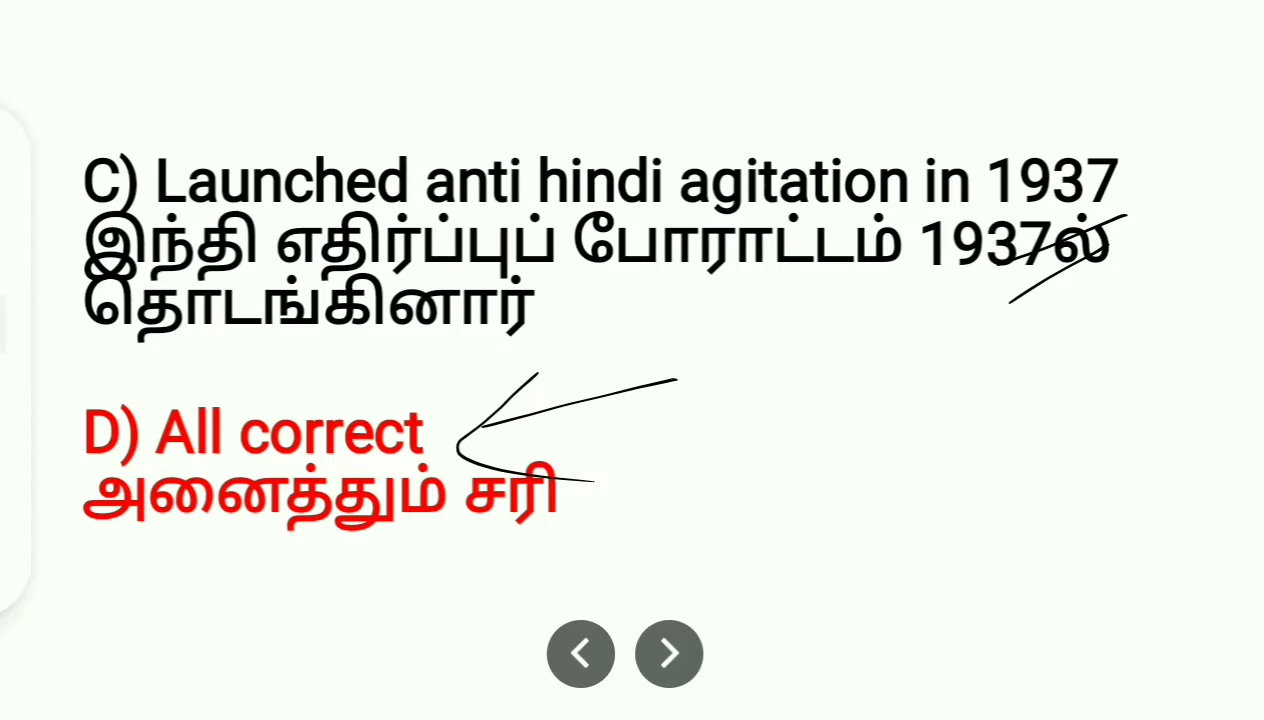 C) Launched anti hindi agitation in 1937
இந்தி எதிர்ப்புப் போராட்டம் 1937ல்
தொடங்கினார்
D) All correct
அனைத்தும் சரி